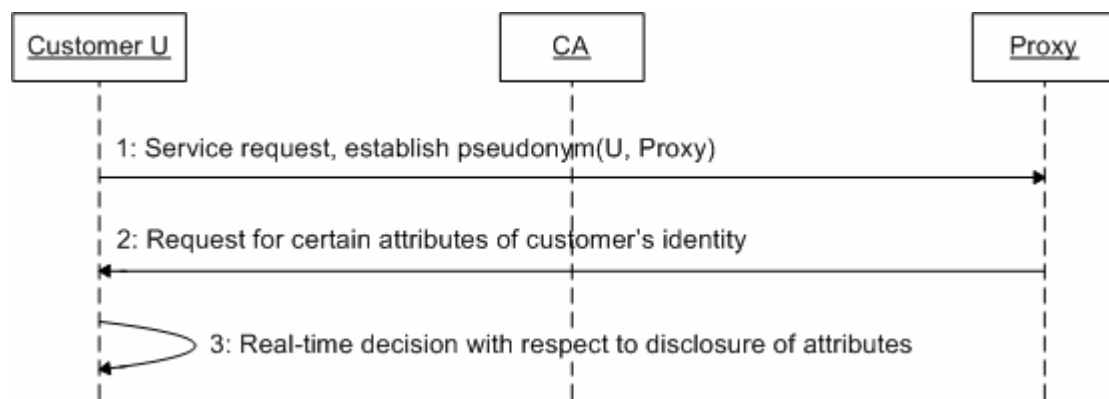 Customer U
CA
Proxy
1: Service request, establish pseudonym(U, Proxy)
2: Request for certain attributes of customer's identity
3: Real-time decision with respect to disclosure of attributes